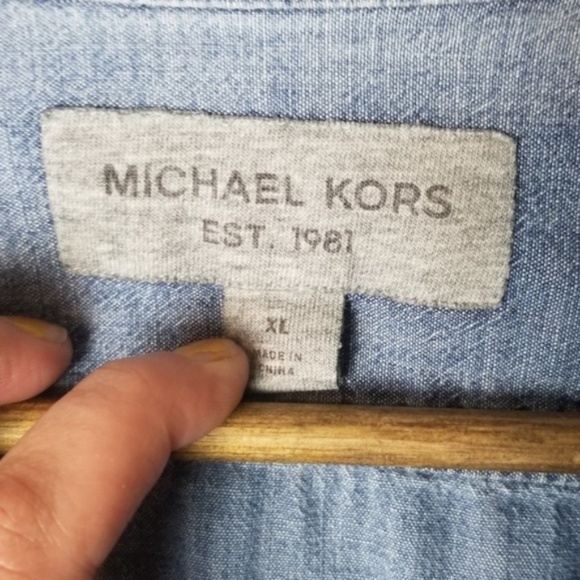 MICHAEL KORS
EST. 1981
XL
MADE IN
CHINA